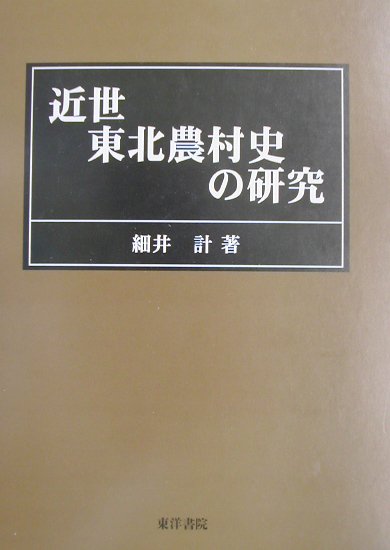 近世
東北農村史
の研究
細井 計 著
東洋書院